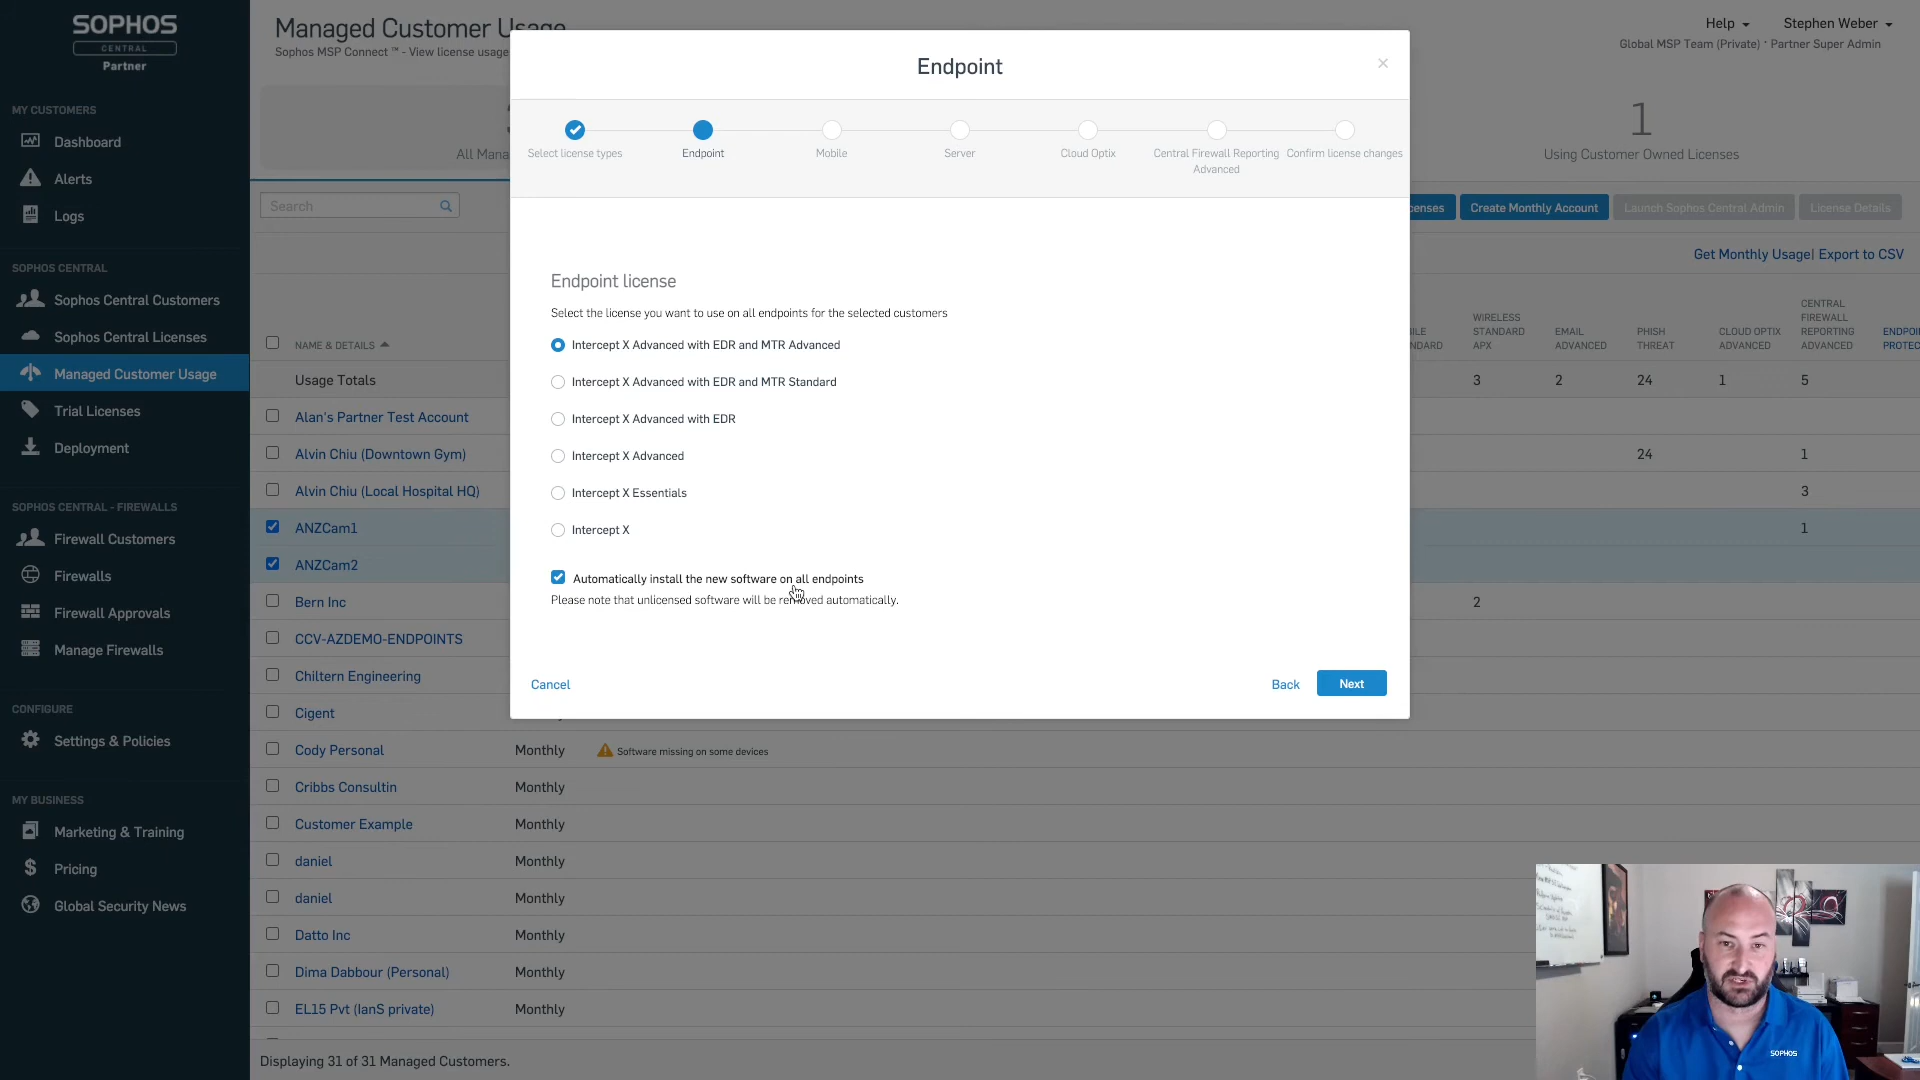 SOPHOS
CENTRAL
Partner
MY CUSTOMERS
Dashboard
Alerts
Logs
SOPHOS CENTRAL
Sophos Central Customers
Sophos Central Licenses
Managed Customer Usage
Trial Licenses
Deployment
SOPHOS CENTRAL - FIREWALLS
Firewall Customers
Firewalls
Firewall Approvals
Manage Firewalls
CONFIGURE
Settings & Policies
MY BUSINESS
Marketing & Training
Pricing
Global Security News
Managed Customer Usage
Sophos MSP Connect ™ - View license usage
Help
Stephen Weber
Global MSP Team (Private) · Partner Super Admin
All Mana
1
Using Customer Owned Licenses
Search
censes
Create Monthly Account
Launch Sophos Central Admin
License Details
Get Monthly Usage| Export to CSV
Endpoint
Select license types
Endpoint
Mobile
Server
Cloud Optix
Central Firewall Reporting
Advanced
Confirm license changes
Endpoint license
Select the license you want to use on all endpoints for the selected customers
Intercept X Advanced with EDR and MTR Advanced
Intercept X Advanced with EDR and MTR Standard
Intercept X Advanced with EDR
Intercept X Advanced
Intercept X Essentials
Intercept X
Automatically install the new software on all endpoints
Please note that unlicensed software will be removed automatically.
Cancel
Back
Next
NAME & DETAILS
ILE
NDARD
WIRELESS
STANDARD
APX
EMAIL
ADVANCED
PHISH
THREAT
CLOUD OPTIX
ADVANCED
CENTRAL
FIREWALL
REPORTING
ADVANCED
ENDPOI
PROTEC
Usage Totals
3 2 24 1 5
Alan's Partner Test Account
Alvin Chiu (Downtown Gym)
24 1
Alvin Chiu (Local Hospital HQ)
3
ANZCam1
1
ANZCam2
Bern Inc
2
CCV-AZDEMO-ENDPOINTS
Chiltern Engineering
Cigent
Cody Personal Monthly Software missing on some devices
Cribbs Consultin Monthly
Customer Example Monthly
daniel Monthly
daniel Monthly
Datto Inc Monthly
Dima Dabbour (Personal) Monthly
EL15 Pvt (IanS private) Monthly
Displaying 31 of 31 Managed Customers.
SOPHOS